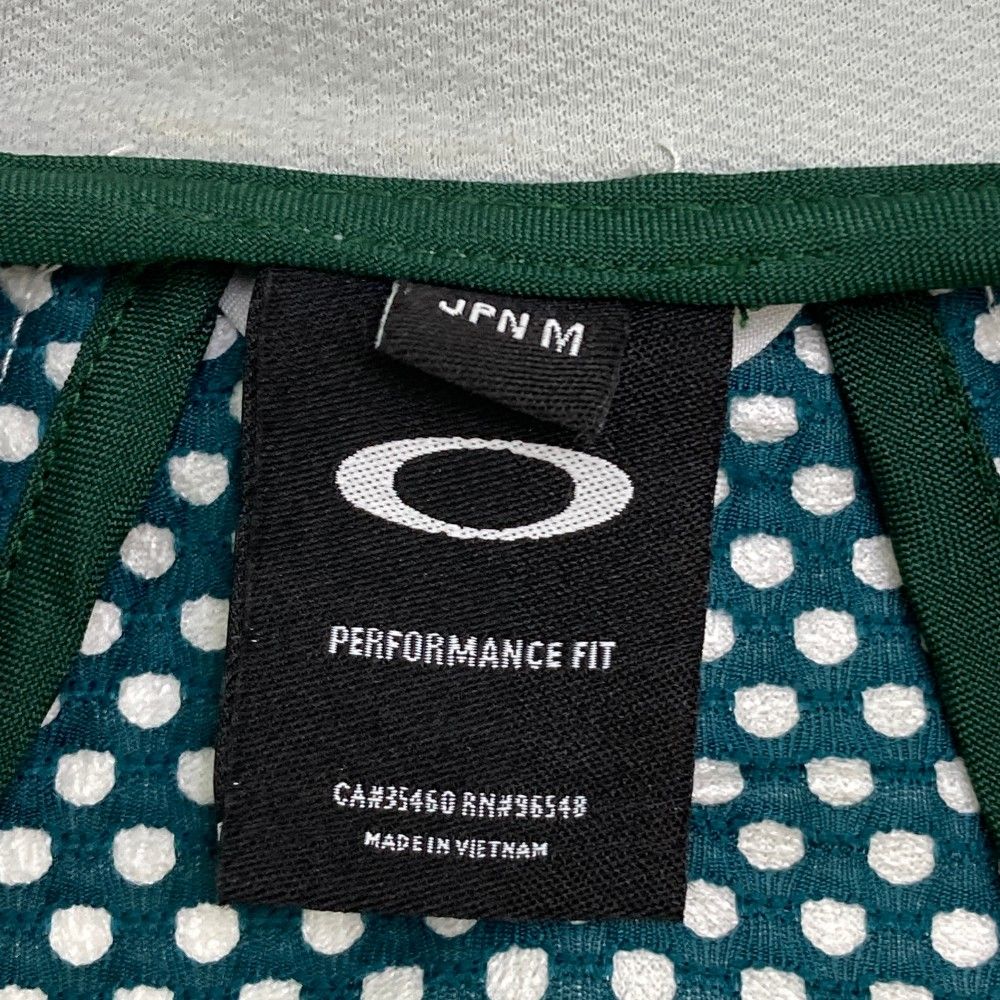 JPN M
PERFORMANCE FIT
CA#35460 RN#96548
MADE IN VIETNAM